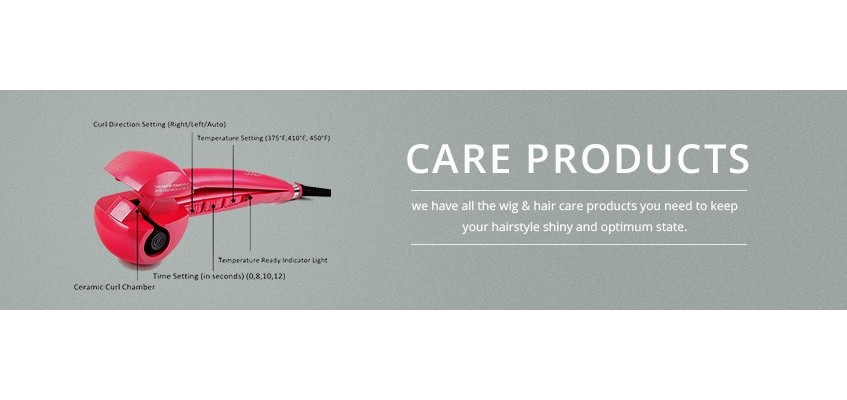 Curl Direction Setting (Right/Left/Auto)
Temperature Setting (375°F,410°F, 450°F)
Temperature Ready Indicator Light
Time Setting (in seconds) (0,8,10,12)
Ceramic Curl Chamber
CARE PRODUCTS
we have all the wig & hair care products you need to keep
your hairstyle shiny and optimum state.